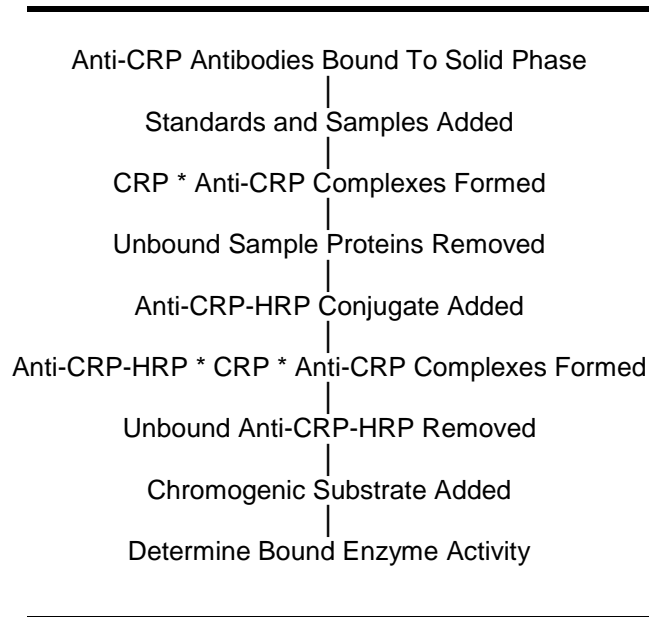 Anti-CRP Antibodies Bound To Solid Phase
Standards and Samples Added
CRP * Anti-CRP Complexes Formed
Unbound Sample Proteins Removed
Anti-CRP-HRP Conjugate Added
Anti-CRP-HRP * CRP * Anti-CRP Complexes Formed
Unbound Anti-CRP-HRP Removed
Chromogenic Substrate Added
Determine Bound Enzyme Activity